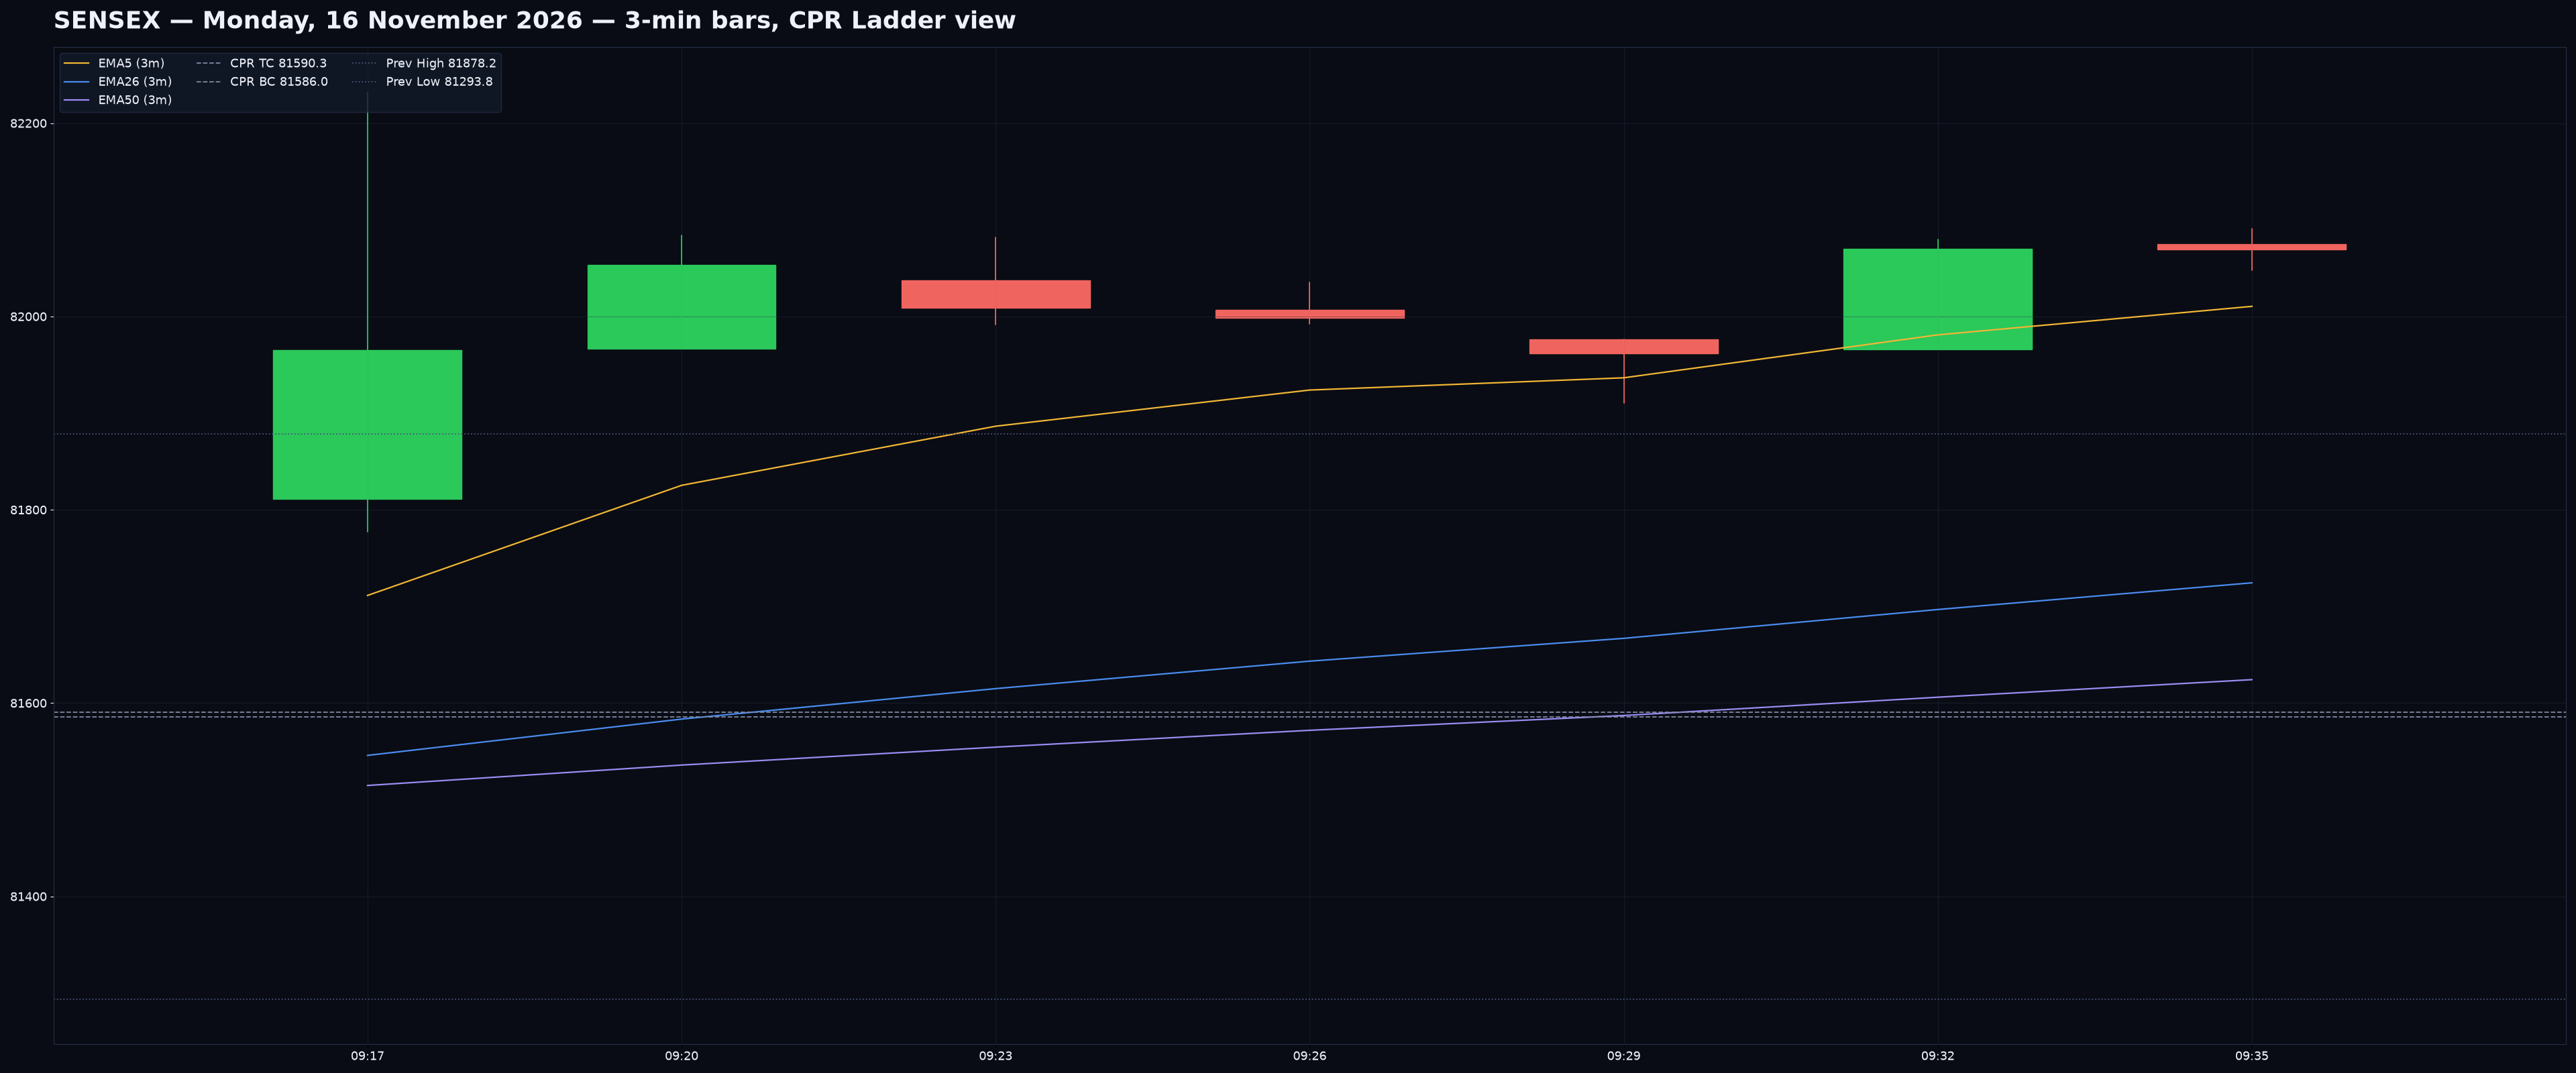 SENSEX — Monday, 16 November 2026 — 3-min bars, CPR Ladder view
EMA5 (3m) CPR TC 81590.3 Prev High 81878.2
EMA26 (3m) CPR BC 81586.0 Prev Low 81293.8
EMA50 (3m)
82200
82000
81800
81600
81400
09:17 09:20 09:23 09:26 09:29 09:32 09:35